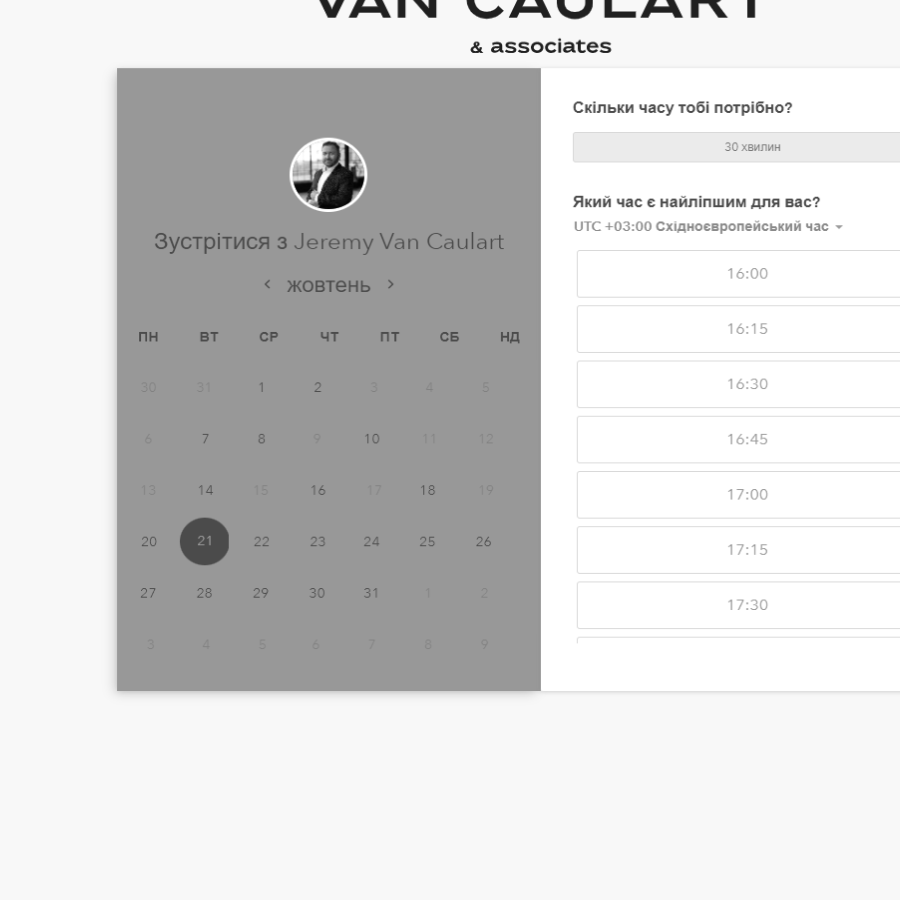 VAN CAULART
& associates
Зустрітися з Jeremy Van Caulart
жовтень
ПН ВТ СР ЧТ ПТ СБ НД
30 31 1 2 3 4 5
6 7 8 9 10 11 12
13 14 15 16 17 18 19
20 21 22 23 24 25 26
27 28 29 30 31 1 2
3 4 5 6 7 8 9
Скільки часу тобі потрібно?
30 хвилин
Який час є найліпшим для вас?
UTC +03:00 Східноєвропейський час
16:00
16:15
16:30
16:45
17:00
17:15
17:30